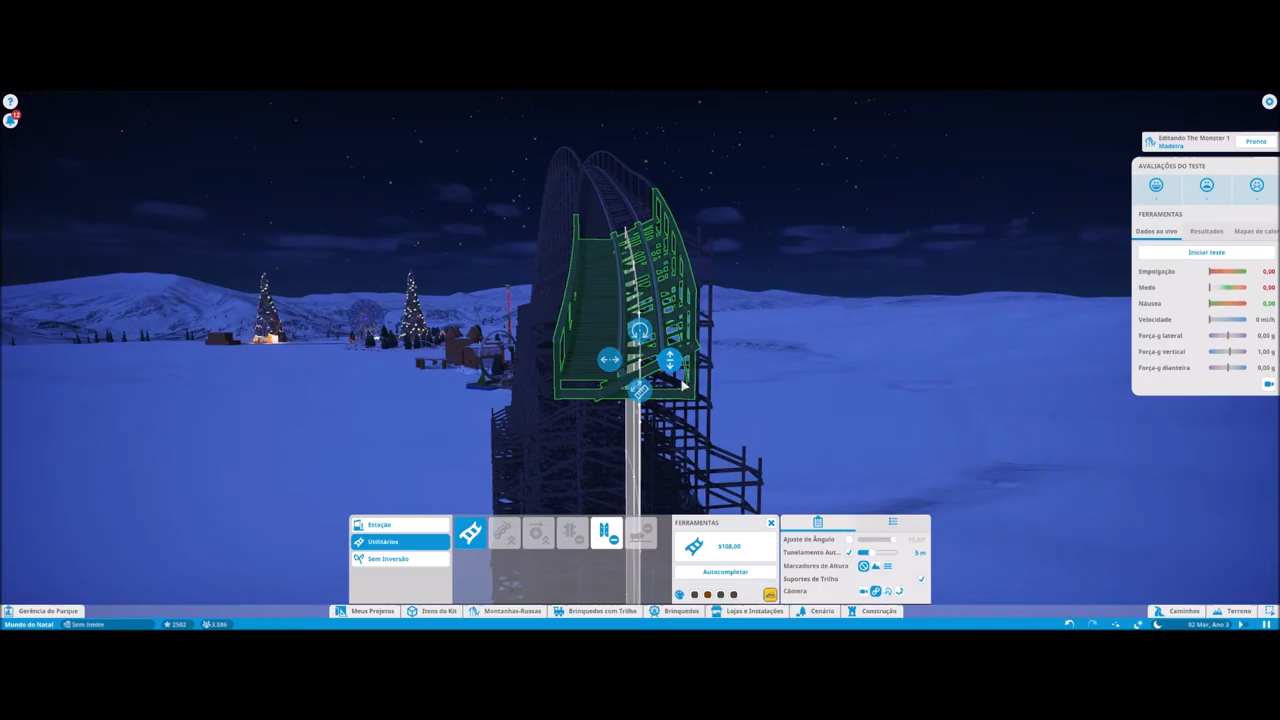 ?
12
Editando The Monster 1
Madeira
Pronto
AVALIAÇÕES DO TESTE
FERRAMENTAS
Dados ao vivo
Resultados
Mapas de calor
Iniciar teste
Empolgação 0,00
Medo 0,00
Náusea 0,00
Velocidade 0 mi/h
Força-g lateral 0,00 g
Força-g vertical 1,00 g
Força-g dianteira 0,00 g
Estação
Utilitários
Sem Inversão
FERRAMENTAS
$108,00
Autocompletar
Ajuste de Ângulo
Tunelamento Aut... 5 m
Marcadores de Altura
Suportes de Trilho
Câmera
Gerência do Parque
Meus Projetos
Itens do Kit
Montanhas-Russas
Brinquedos com Trilho
Brinquedos
Lojas e Instalações
Cenário
Construção
Caminhos
Terreno
Mundo do Natal
Sem limite
2502
3.886
02 Mar, Ano 3